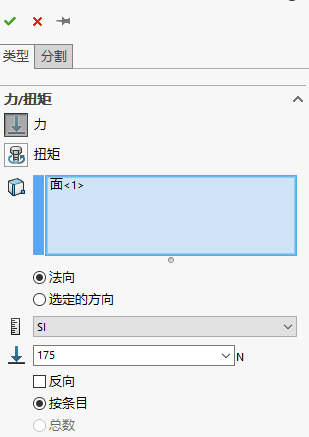 类型 分割
力/扭矩
力
扭矩
面<1>
法向
选定的方向
SI
175 N
反向
按条目
总数